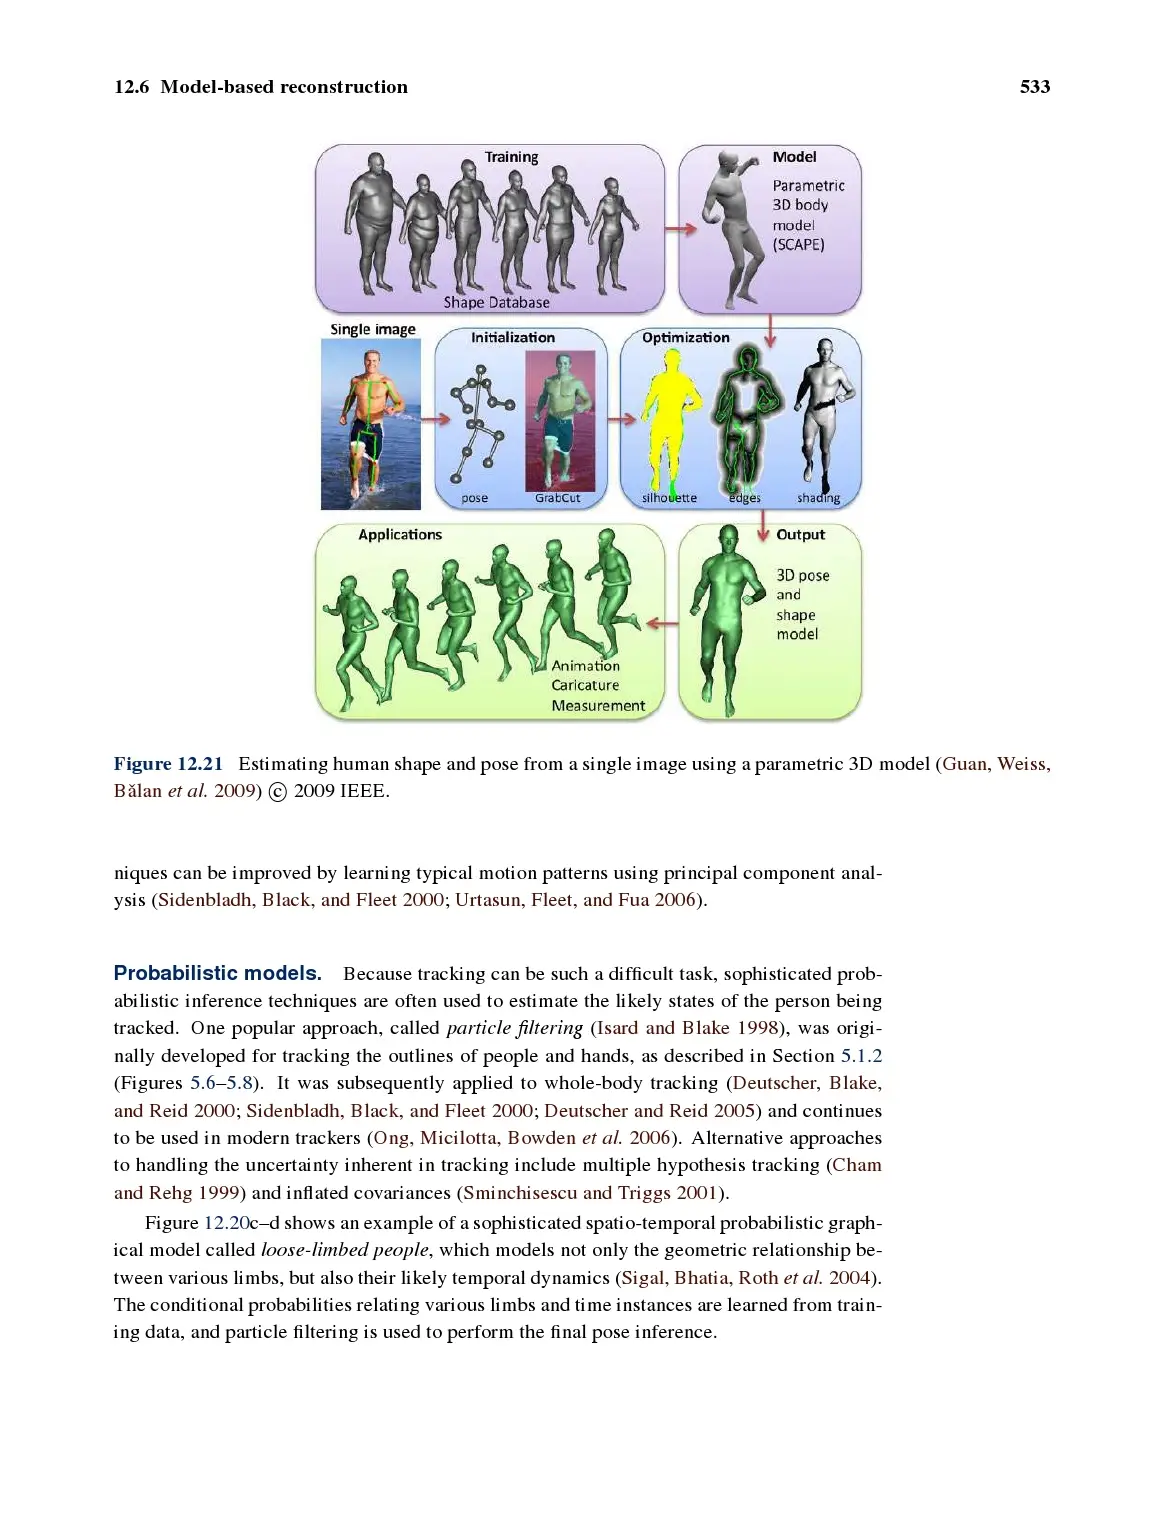 12.6 Model-based reconstruction 533
Training
Shape Database
Model
Parametric
3D body
model
(SCAPE)
Single image
Initialization
pose
GrabCut
Optimization
silhouette
edges
shading
Applications
Animation
Caricature
Measurement
Output
3D pose
and
shape
model
Figure 12.21 Estimating human shape and pose from a single image using a parametric 3D model (Guan, Weiss,
Bălan et al. 2009) © 2009 IEEE.
niques can be improved by learning typical motion patterns using principal component anal-
ysis (Sidenbladh, Black, and Fleet 2000; Urtasun, Fleet, and Fua 2006).
Probabilistic models. Because tracking can be such a difficult task, sophisticated prob-
abilistic inference techniques are often used to estimate the likely states of the person being
tracked. One popular approach, called particle filtering (Isard and Blake 1998), was origi-
nally developed for tracking the outlines of people and hands, as described in Section 5.1.2
(Figures 5.6–5.8). It was subsequently applied to whole-body tracking (Deutscher, Blake,
and Reid 2000; Sidenbladh, Black, and Fleet 2000; Deutscher and Reid 2005) and continues
to be used in modern trackers (Ong, Micilotta, Bowden et al. 2006). Alternative approaches
to handling the uncertainty inherent in tracking include multiple hypothesis tracking (Cham
and Rehg 1999) and inflated covariances (Sminchisescu and Triggs 2001).
Figure 12.20c–d shows an example of a sophisticated spatio-temporal probabilistic graph-
ical model called loose-limbed people, which models not only the geometric relationship be-
tween various limbs, but also their likely temporal dynamics (Sigal, Bhatia, Roth et al. 2004).
The conditional probabilities relating various limbs and time instances are learned from train-
ing data, and particle filtering is used to perform the final pose inference.